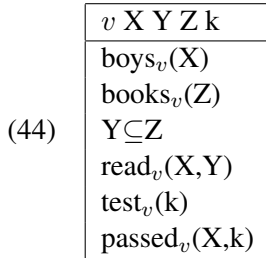 v X Y Z k
boys_v(X)
books_v(Z)
(44) Y⊆Z
read_v(X,Y)
test_v(k)
passed_v(X,k)